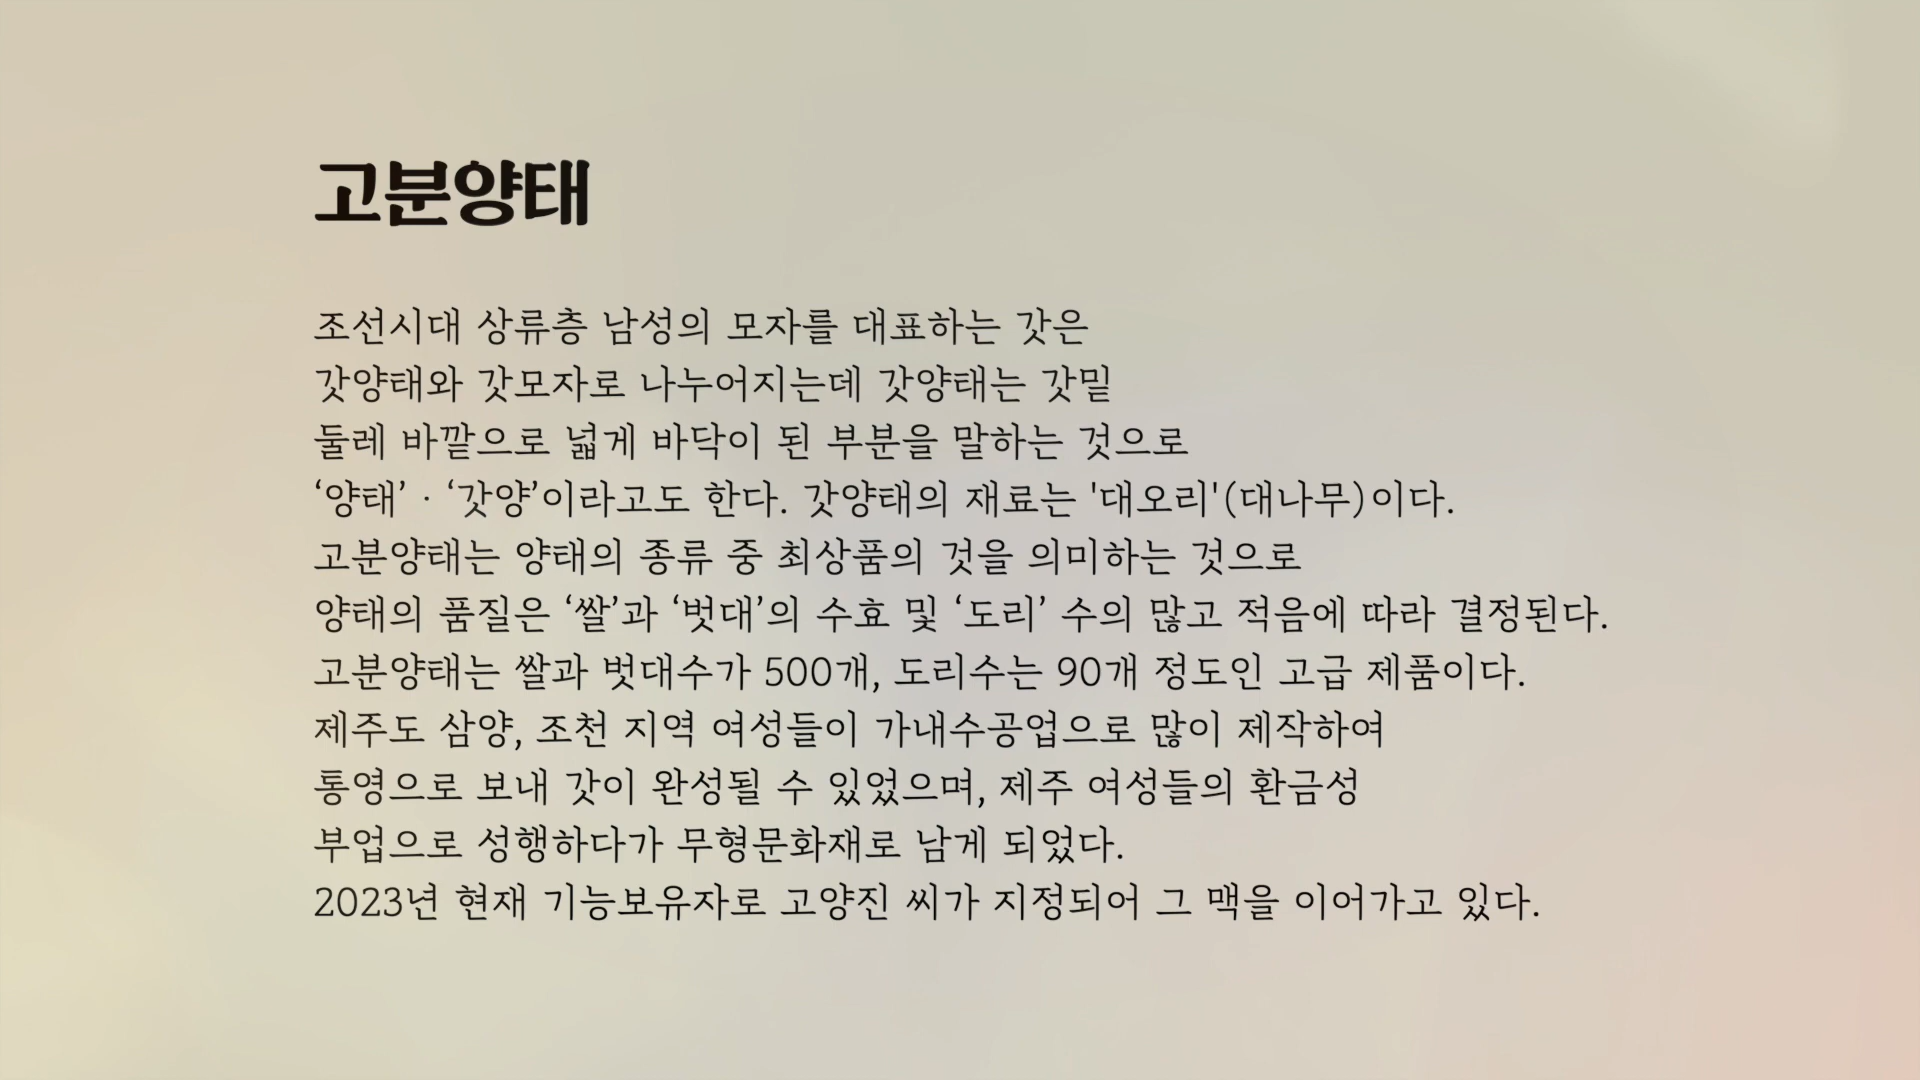 고분양태
조선시대 상류층 남성의 모자를 대표하는 갓은
갓양태와 갓모자로 나누어지는데 갓양태는 갓밑
둘레 바깥으로 넓게 바닥이 된 부분을 말하는 것으로
‘양태’ · ‘갓양’이라고도 한다. 갓양태의 재료는 '대오리'(대나무)이다.
고분양태는 양태의 종류 중 최상품의 것을 의미하는 것으로
양태의 품질은 ‘쌀’과 ‘벗대’의 수효 및 ‘도리’ 수의 많고 적음에 따라 결정된다.
고분양태는 쌀과 벗대수가 500개, 도리수는 90개 정도인 고급 제품이다.
제주도 삼양, 조천 지역 여성들이 가내수공업으로 많이 제작하여
통영으로 보내 갓이 완성될 수 있었으며, 제주 여성들의 환금성
부업으로 성행하다가 무형문화재로 남게 되었다.
2023년 현재 기능보유자로 고양진 씨가 지정되어 그 맥을 이어가고 있다.